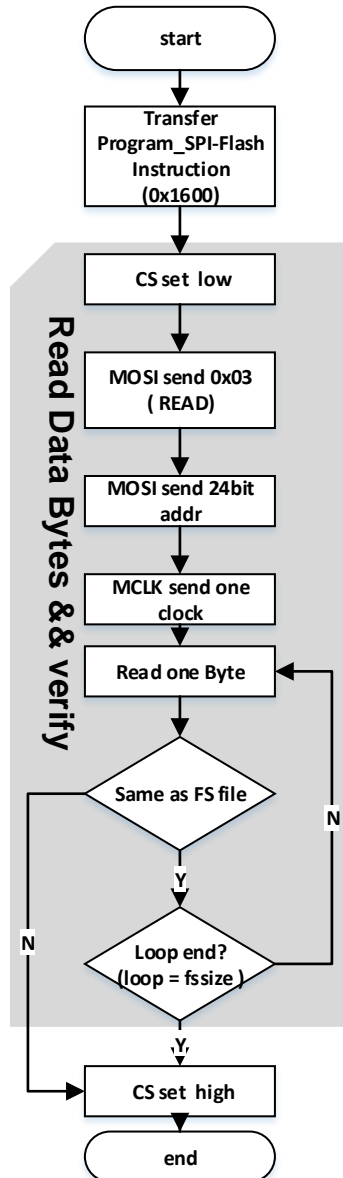 start
Transfer
Program_SPI-Flash
Instruction
(0x1600)
CS set low
Read Data Bytes && verify
MOSI send 0x03
( READ)
MOSI send 24bit
addr
MCLK send one
clock
Read one Byte
Same as FS file
N
Y
N
Loop end?
(loop = fssize )
Y
CS set high
end